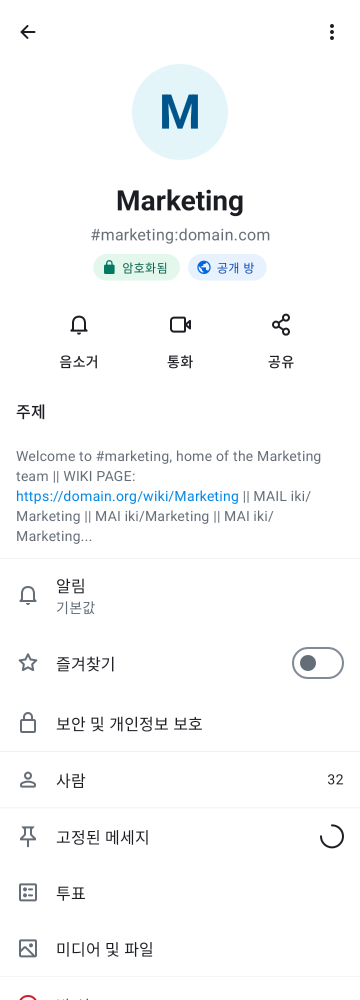 M
Marketing
#marketing:domain.com
암호화됨 공개 방
음소거 통화 공유
주제
Welcome to #marketing, home of the Marketing
team || WIKI PAGE:
https://domain.org/wiki/Marketing || MAIL iki/
Marketing || MAI iki/Marketing || MAI iki/
Marketing...
알림
기본값
즐겨찾기
보안 및 개인정보 보호
사람 32
고정된 메세지
투표
미디어 및 파일